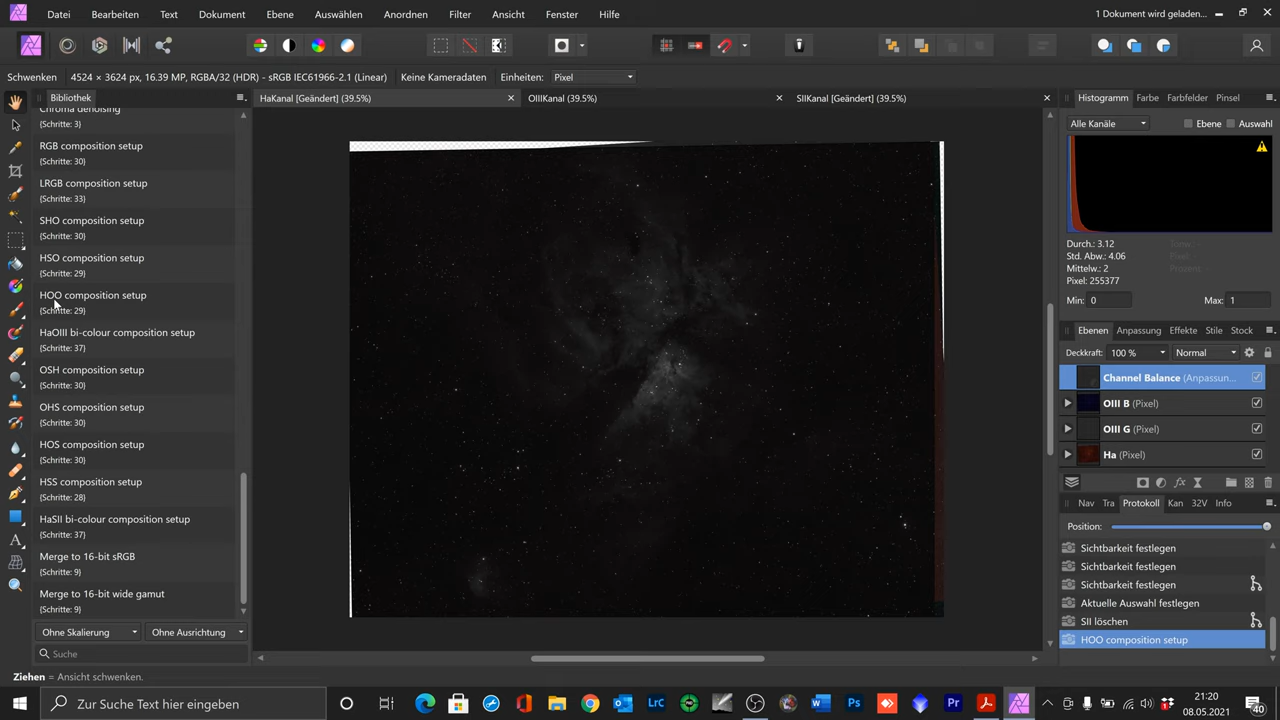 Datei Bearbeiten Text Dokument Ebene Auswählen Anordnen Filter Ansicht Fenster Hilfe 1 Dokument wird geladen...
Schwenken 4524 × 3624 px, 16.39 MP, RGBA/32 (HDR) - sRGB IEC61966-2.1 (Linear) Keine Kameradaten Einheiten: Pixel
Bibliothek HaKanal [Geändert] (39.5%) OIIIKanal (39.5%) SIIKanal [Geändert] (39.5%) Histogramm Farbe Farbfelder Pinsel
Chroma denoising
(Schritte: 3)
RGB composition setup
(Schritte: 30)
LRGB composition setup
(Schritte: 33)
SHO composition setup
(Schritte: 30)
HSO composition setup
(Schritte: 29)
HOO composition setup
(Schritte: 29)
HaOIII bi-colour composition setup
(Schritte: 37)
OSH composition setup
(Schritte: 30)
OHS composition setup
(Schritte: 30)
HOS composition setup
(Schritte: 30)
HSS composition setup
(Schritte: 28)
HaSII bi-colour composition setup
(Schritte: 37)
Merge to 16-bit sRGB
(Schritte: 9)
Merge to 16-bit wide gamut
(Schritte: 9)
Ohne Skalierung Ohne Ausrichtung
Suche
Alle Kanäle Ebene Auswahl
Durch.: 3.12
Std. Abw.: 4.06
Mittelw.: 2
Pixel: 255377
Min: 0 Max: 1
Ebenen Anpassung Effekte Stile Stock
Deckkraft: 100 % Normal
Channel Balance (Anpassun...
OIII B (Pixel)
OIII G (Pixel)
Ha (Pixel)
Nav Tra Protokoll Kan 32V Info
Position:
Sichtbarkeit festlegen
Sichtbarkeit festlegen
Sichtbarkeit festlegen
Aktuelle Auswahl festlegen
SII löschen
HOO composition setup
Ziehen = Ansicht schwenken.
Zur Suche Text hier eingeben
LrC
W
Ps
Pr
21:20
08.05.2021
40